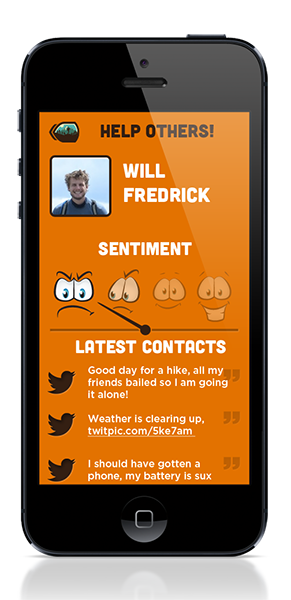 HELP OTHERS!
WILL
FREDRICK
SENTIMENT
LATEST CONTACTS
Good day for a hike, all my
friends bailed so I am going
it alone!
Weather is clearing up,
twitpic.com/5ke7am
I should have gotten a
phone, my battery is sux